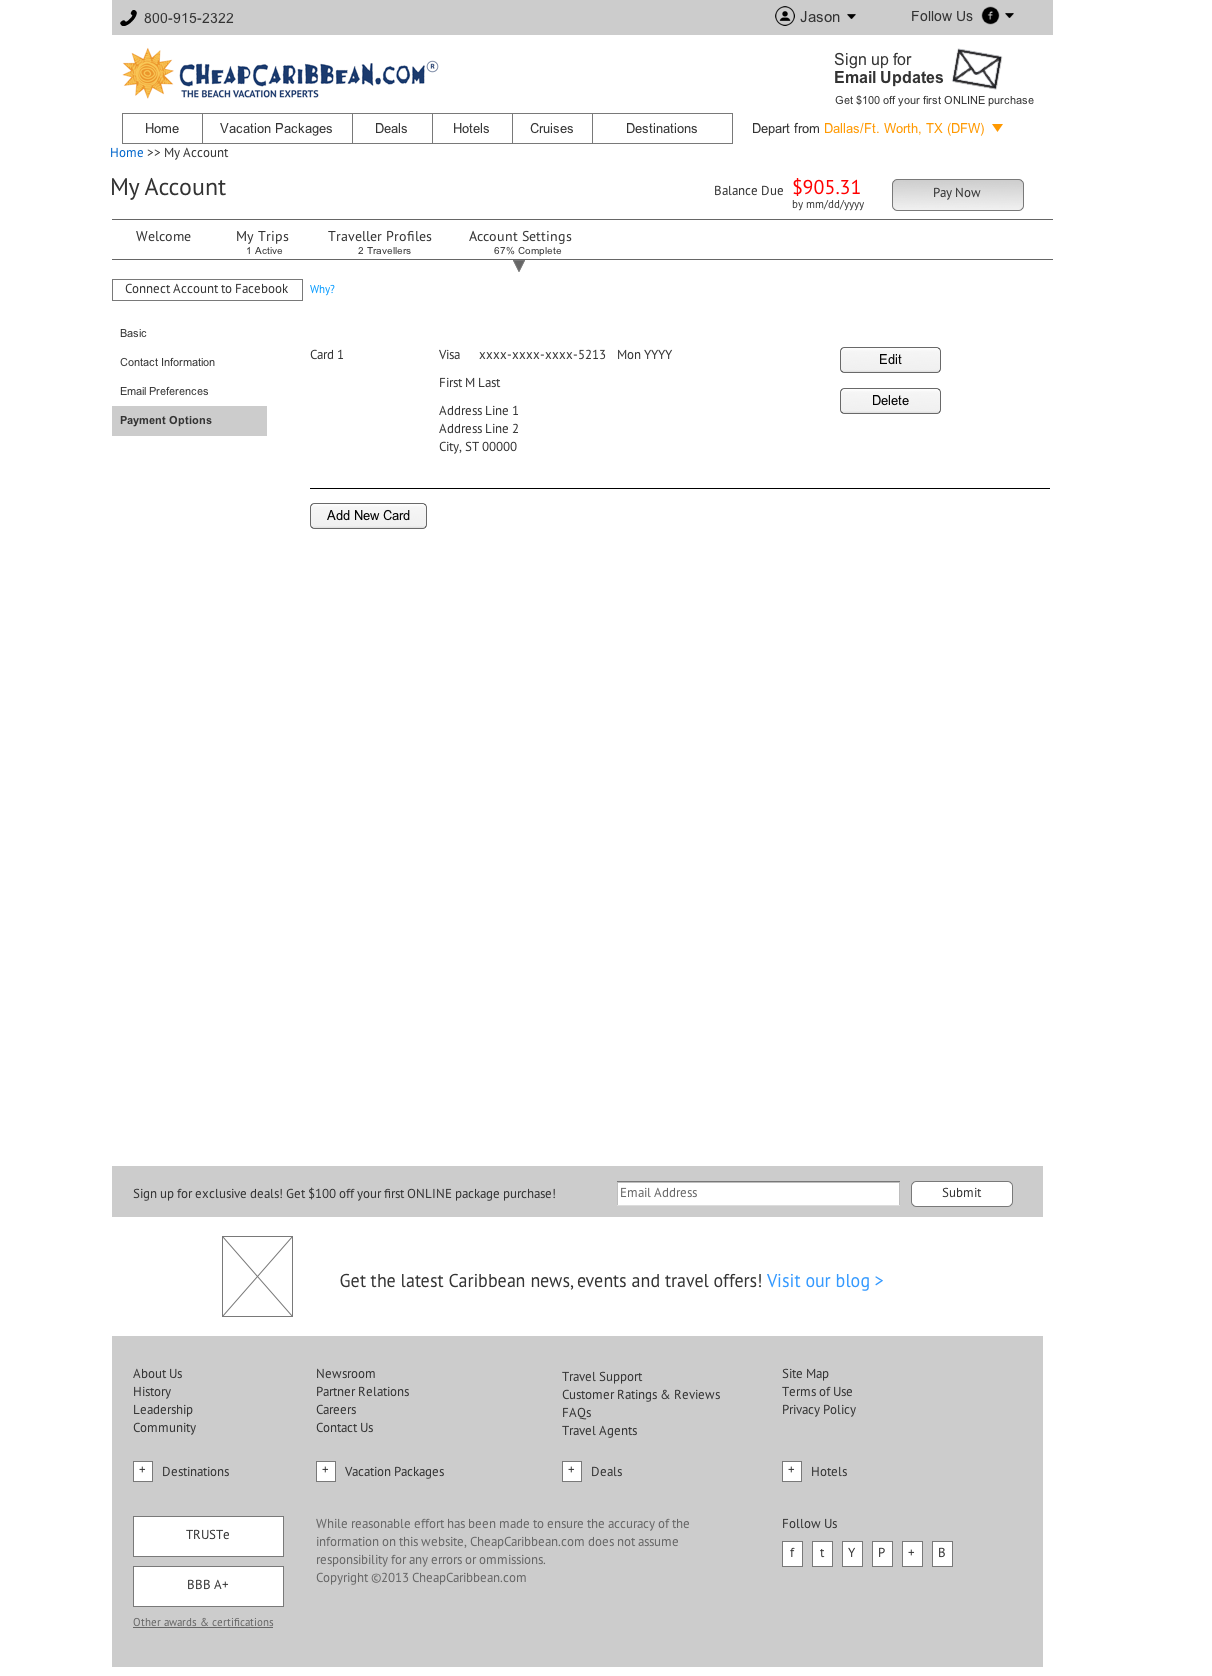 800-915-2322
Jason
Follow Us f
CHEAPCARIBBEAN.COM®
THE BEACH VACATION EXPERTS
Sign up for
Email Updates
Get $100 off your first ONLINE purchase
Home Vacation Packages Deals Hotels Cruises Destinations
Depart from Dallas/Ft. Worth, TX (DFW)
Home >> My Account
My Account
Balance Due $905.31
by mm/dd/yyyy
Pay Now
Welcome My Trips Traveller Profiles Account Settings
1 Active 2 Travellers 67% Complete
Connect Account to Facebook Why?
Basic
Contact Information
Email Preferences
Payment Options
Card 1 Visa xxxx-xxxx-xxxx-5213 Mon YYYY
First M Last
Address Line 1
Address Line 2
City, ST 00000
Edit
Delete
Add New Card
Sign up for exclusive deals! Get $100 off your first ONLINE package purchase!
Email Address
Submit
Get the latest Caribbean news, events and travel offers! Visit our blog >
About Us
History
Leadership
Community
Newsroom
Partner Relations
Careers
Contact Us
Travel Support
Customer Ratings & Reviews
FAQs
Travel Agents
Site Map
Terms of Use
Privacy Policy
+ Destinations
+ Vacation Packages
+ Deals
+ Hotels
TRUSTe
BBB A+
Other awards & certifications
While reasonable effort has been made to ensure the accuracy of the
information on this website, CheapCaribbean.com does not assume
responsibility for any errors or ommissions.
Copyright ©2013 CheapCaribbean.com
Follow Us
f t Y P + B